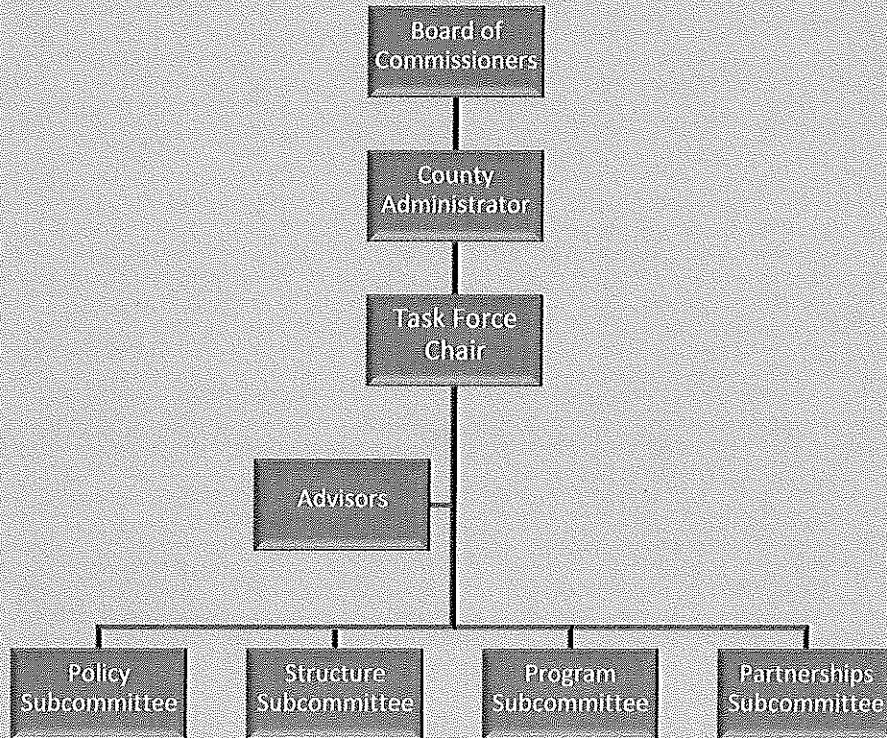 Board of
Commissioners
County
Administrator
Task Force
Chair
Advisors
Policy
Subcommittee
Structure
Subcommittee
Program
Subcommittee
Partnerships
Subcommittee